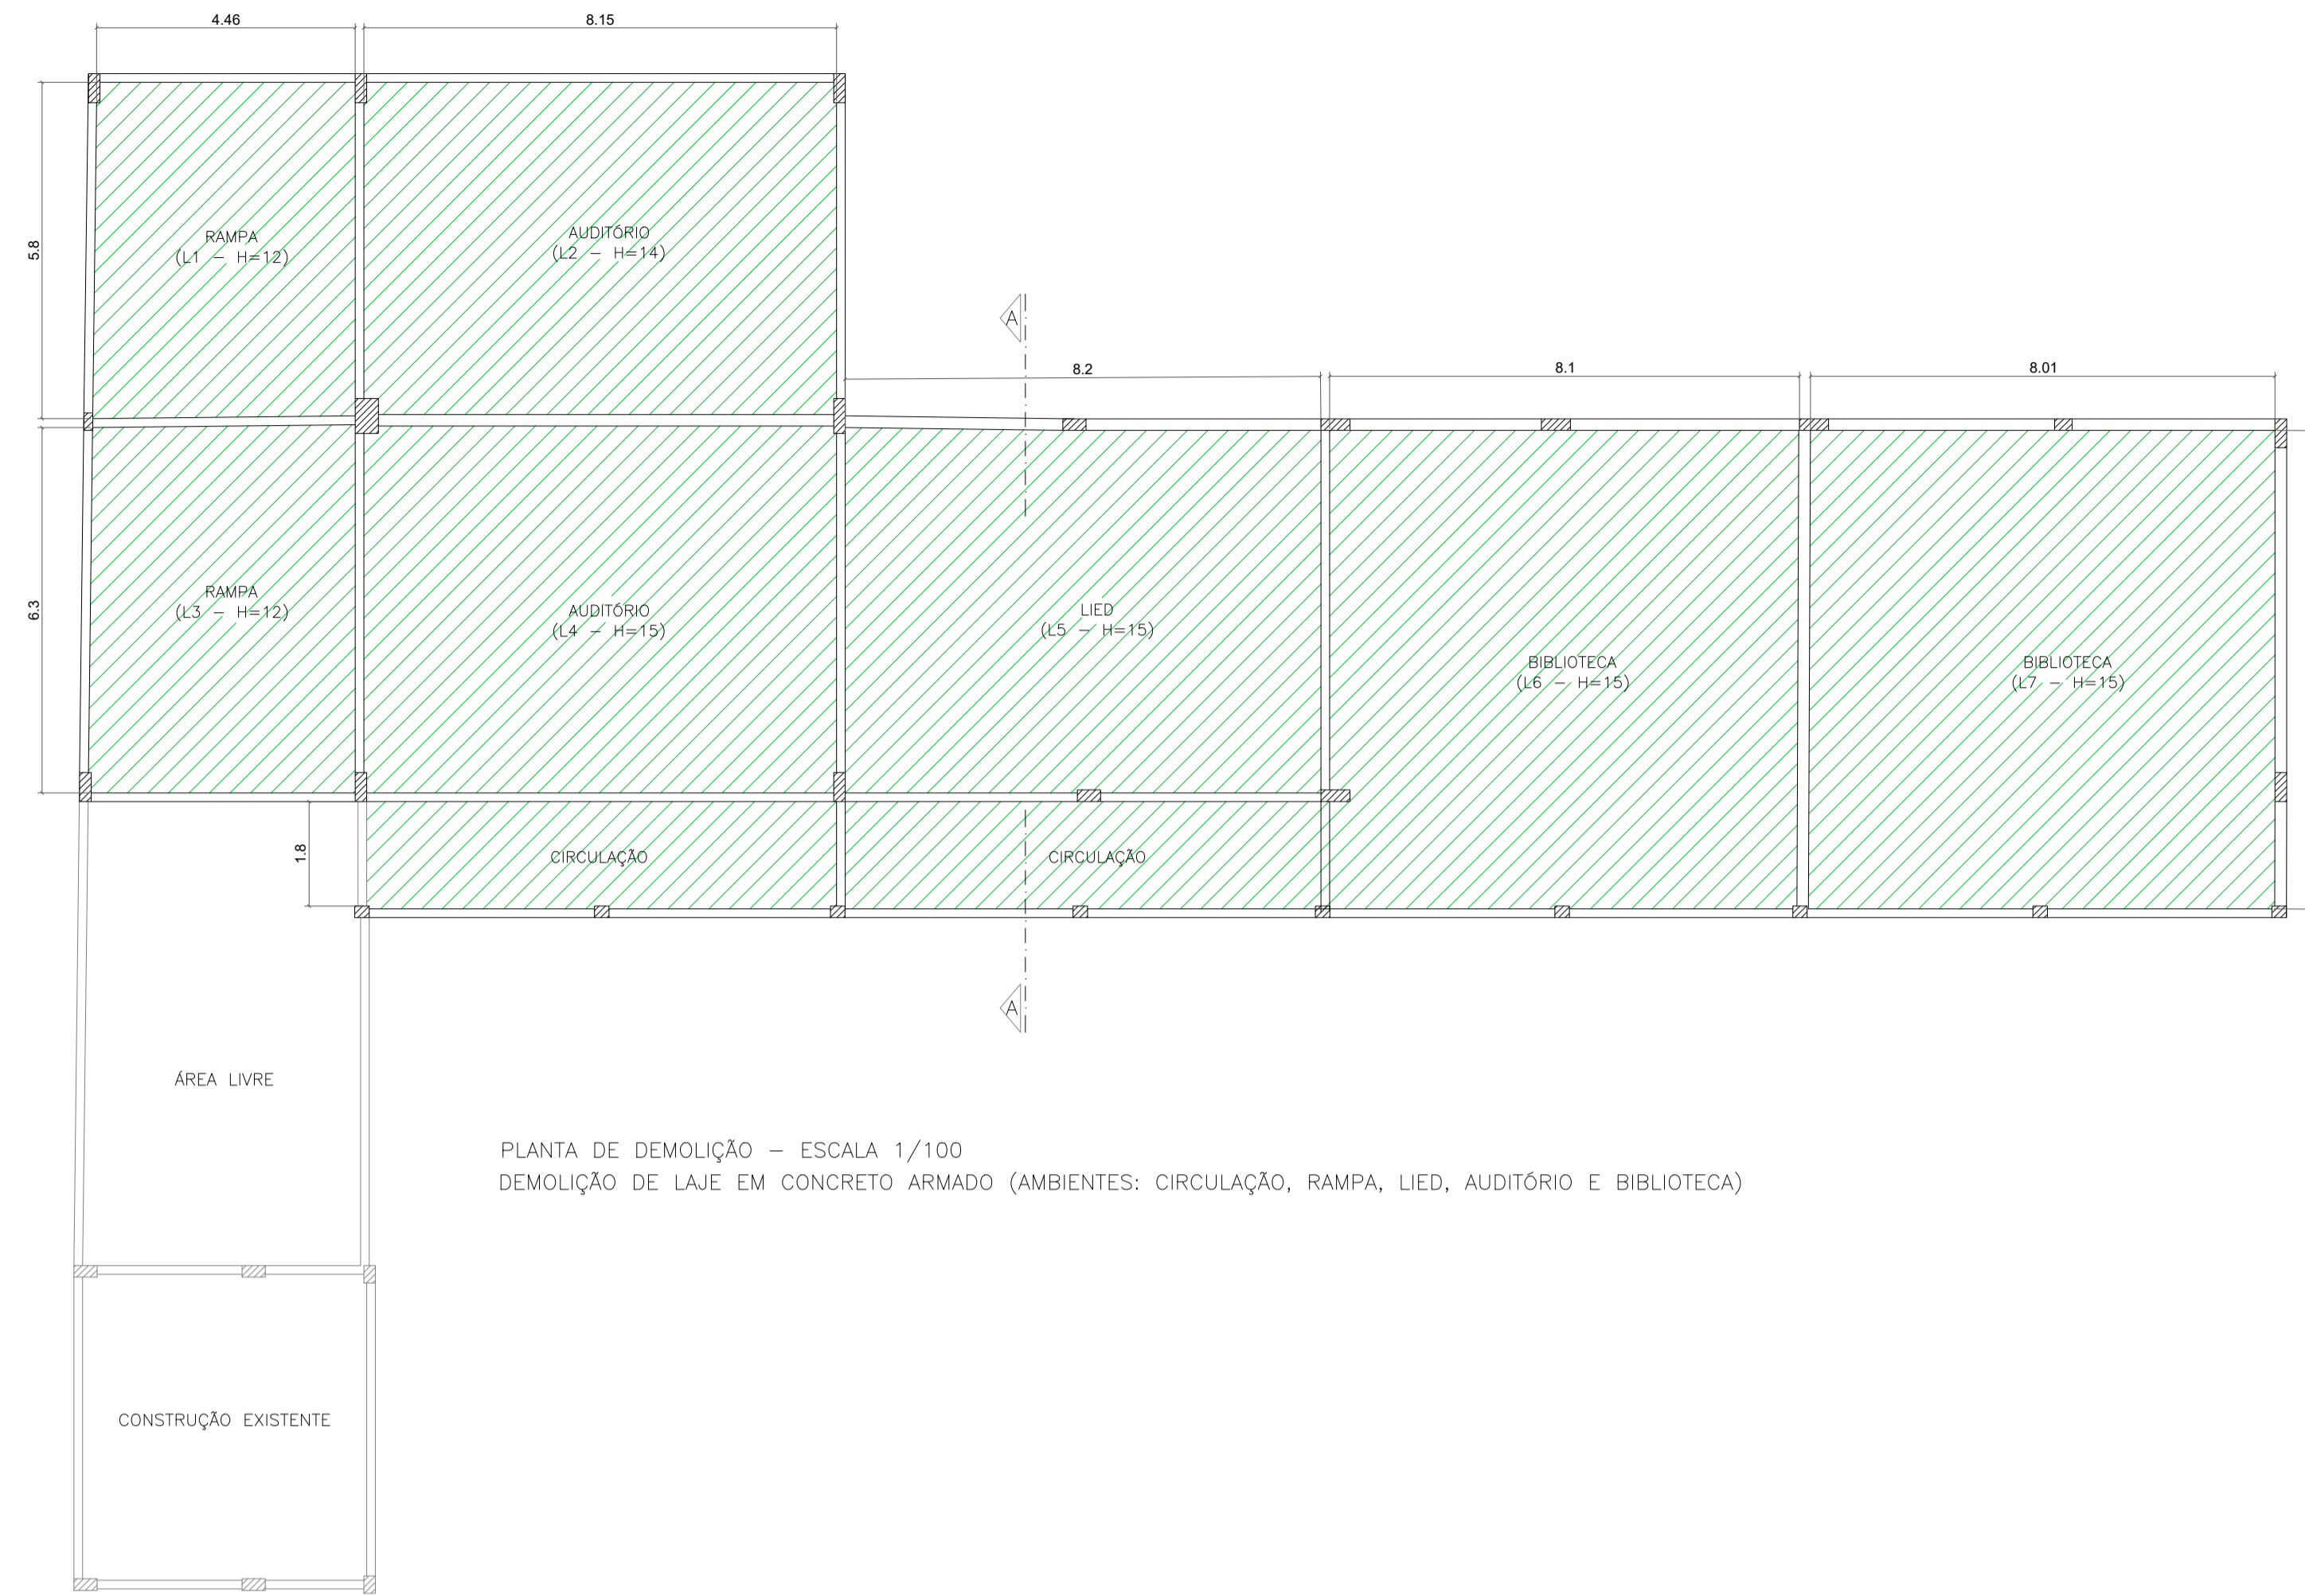 4.46
8.15
5.8
RAMPA
(L1 - H=12)
AUDITÓRIO
(L2 - H=14)
A
8.2
8.1
8.01
6.3
RAMPA
(L3 - H=12)
AUDITÓRIO
(L4 - H=15)
LIED
(L5 - H=15)
BIBLIOTECA
(L6 - H=15)
BIBLIOTECA
(L7 - H=15)
1.8
CIRCULAÇÃO
CIRCULAÇÃO
A
ÁREA LIVRE
PLANTA DE DEMOLIÇÃO - ESCALA 1/100
DEMOLIÇÃO DE LAJE EM CONCRETO ARMADO (AMBIENTES: CIRCULAÇÃO, RAMPA, LIED, AUDITÓRIO E BIBLIOTECA)
CONSTRUÇÃO EXISTENTE